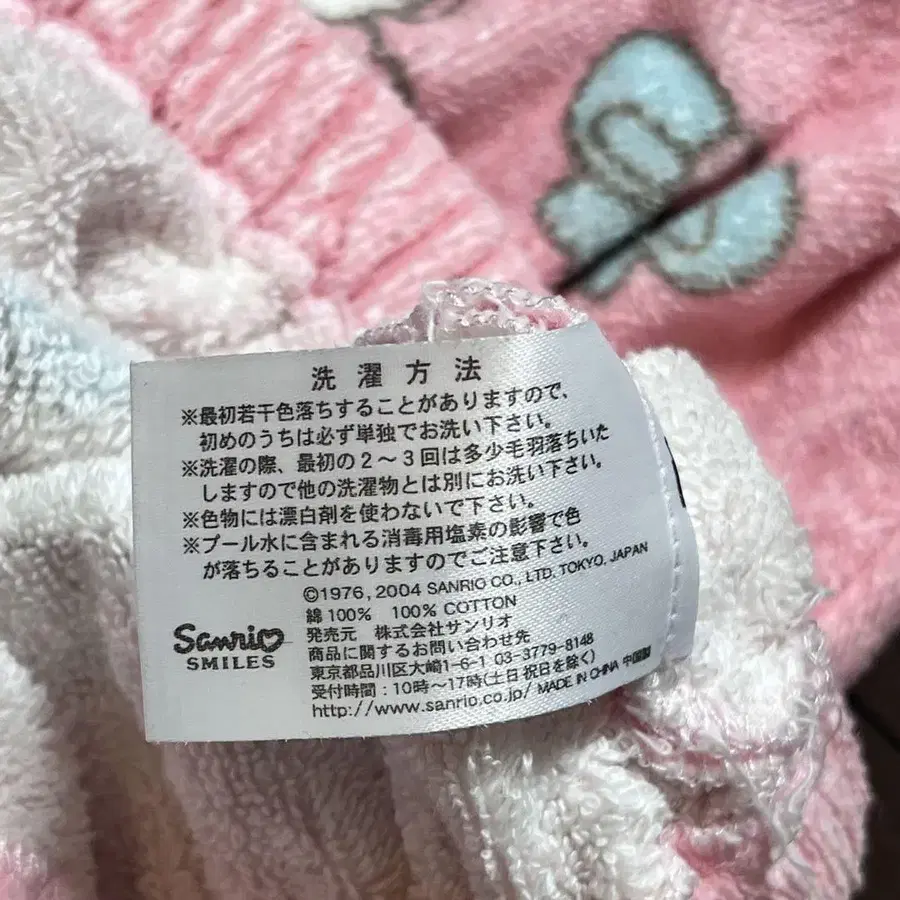 洗濯方法
※最初若干色落ちすることがありますので、
初めのうちは必ず単独でお洗い下さい。
※洗濯の際、最初の2～3回は多少毛羽落ちいた
しますので他の洗濯物とは別にお洗い下さい。
※色物には漂白剤を使わないで下さい。
※プール水に含まれる消毒用塩素の影響で色
が落ちることがありますのでご注意下さい。
©1976, 2004 SANRIO CO., LTD. TOKYO, JAPAN
綿100% 100% COTTON
Sanrio
SMILES
発売元 株式会社サンリオ
商品に関するお問い合わせ先
東京都品川区大崎1-6-1 03-3779-8148
受付時間：10時～17時(土日祝日を除く)
http://www.sanrio.co.jp/ MADE IN CHINA 中国製